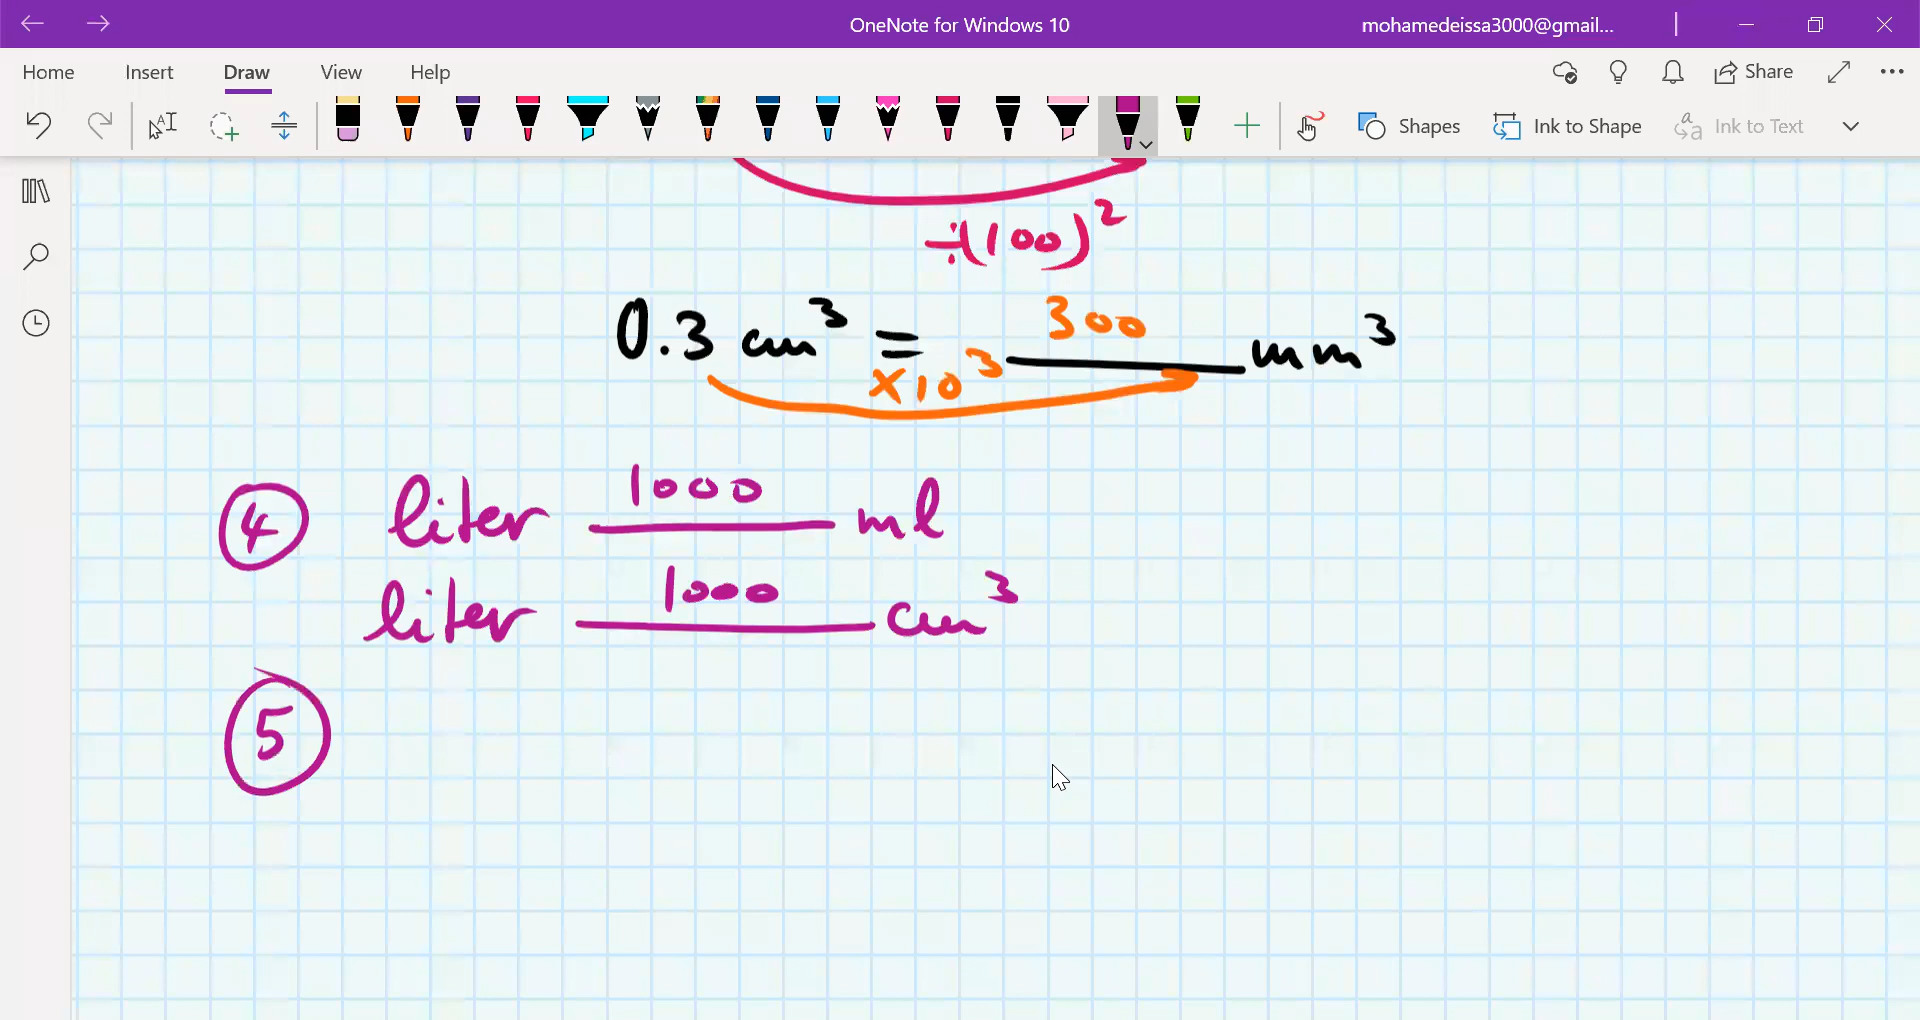 OneNote for Windows 10
mohamedeissa3000@gmail...
Home Insert Draw View Help
Share
Shapes Ink to Shape Ink to Text
÷(100)²
0.3 cm³ = 300 mm³
×10³
④ liter 1000 ml
liter 1000 cm³
⑤